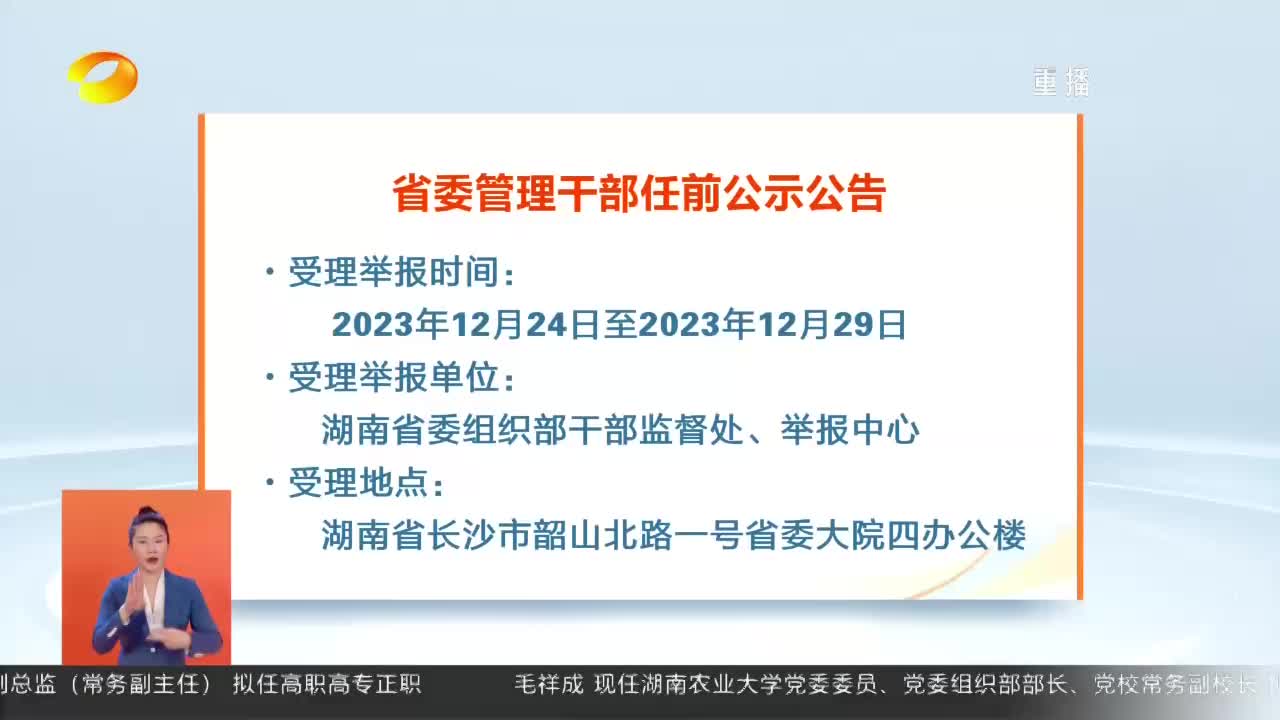 重播
省委管理干部任前公示公告
· 受理举报时间：
2023年12月24日至2023年12月29日
· 受理举报单位：
湖南省委组织部干部监督处、举报中心
· 受理地点：
湖南省长沙市韶山北路一号省委大院四办公楼
总监（常务副主任） 拟任高职高专正职 毛祥成 现任湖南农业大学党委委员、党委组织部部长、党校常务副校长